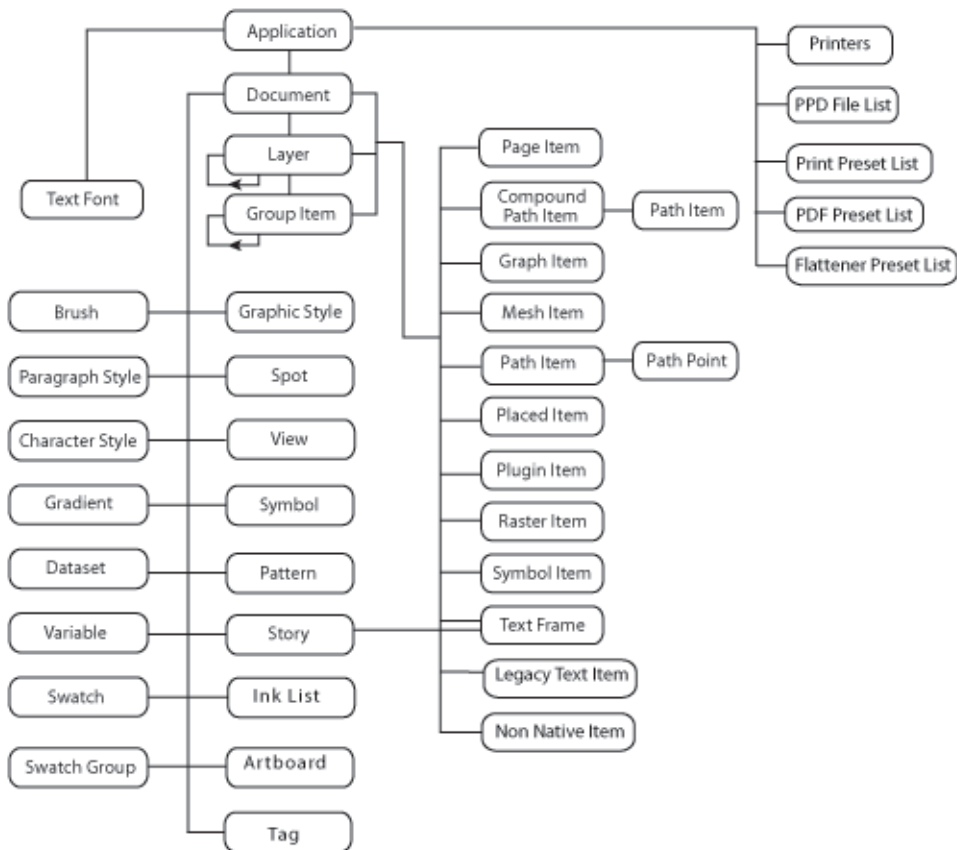 Application
Printers
Document
PPD File List
Layer
Page Item
Print Preset List
Text Font
Group Item
Compound
Path Item
Path Item
PDF Preset List
Graph Item
Flattener Preset List
Brush
Graphic Style
Mesh Item
Paragraph Style
Spot
Path Item
Path Point
Character Style
View
Placed Item
Plugin Item
Gradient
Symbol
Raster Item
Dataset
Pattern
Symbol Item
Variable
Story
Text Frame
Legacy Text Item
Swatch
Ink List
Non Native Item
Swatch Group
Artboard
Tag